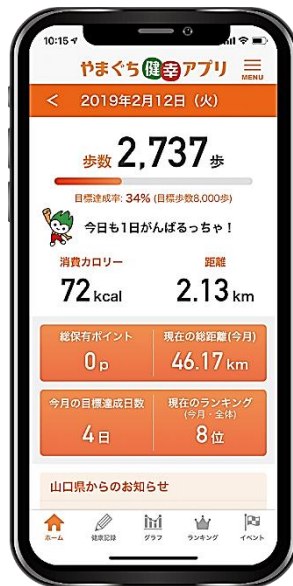 10:15
やまぐち健幸アプリ
MENU
< 2019年2月12日（火）
歩数 2,737 歩
目標達成率: 34% (目標歩数8,000歩)
今日も1日がんばるっちゃ！
消費カロリー
距離
72 kcal
2.13 km
総保有ポイント
現在の総距離(今月)
0p
46.17 km
今月の目標達成日数
現在のランキング
(今月・全体)
4日
8位
山口県からのお知らせ
ホーム
健康記録
グラフ
ランキング
イベント